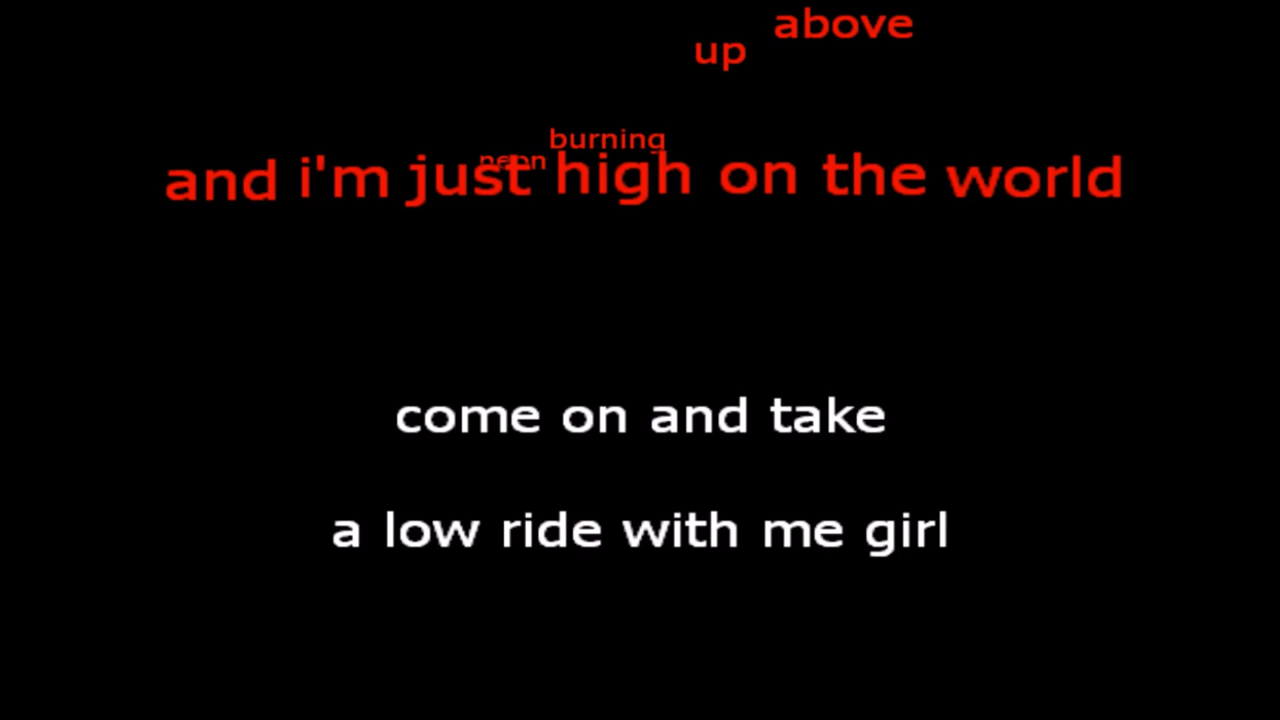 above
up
burning
neon
and i'm just high on the world
come on and take
a low ride with me girl